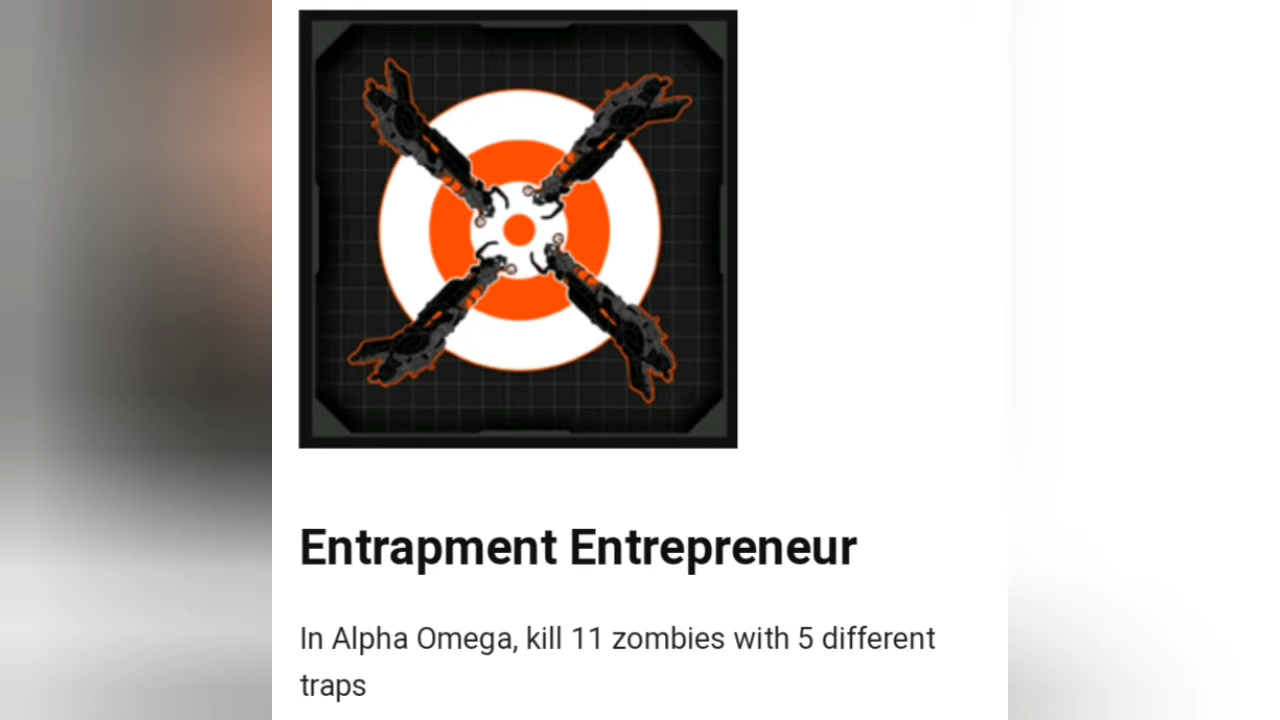 Entrapment Entrepreneur
In Alpha Omega, kill 11 zombies with 5 different
traps